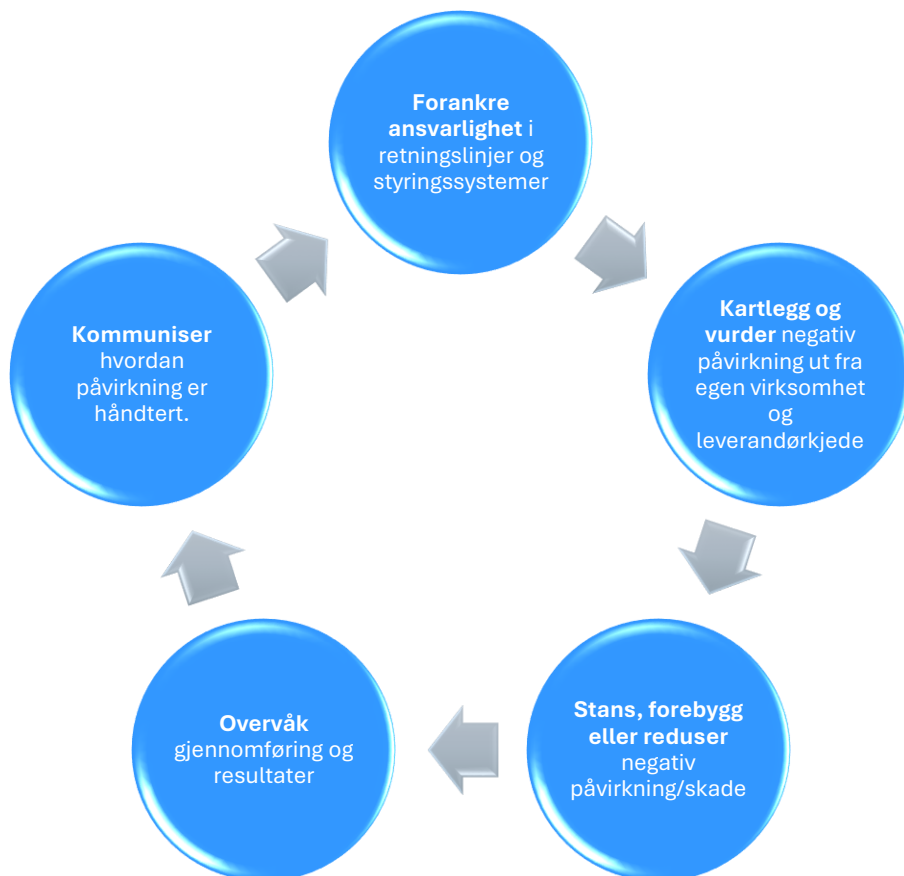 Forankre
ansvarlighet i
retningslinjer og
styringssystemer
Kartlegg og
vurder negativ
påvirkning ut fra
egen virksomhet
og
leverandørkjede
Stans, forebygg
eller reduser
negativ
påvirkning/skade
Overvåk
gjennomføring og
resultater
Kommuniser
hvordan
påvirkning er
håndtert.